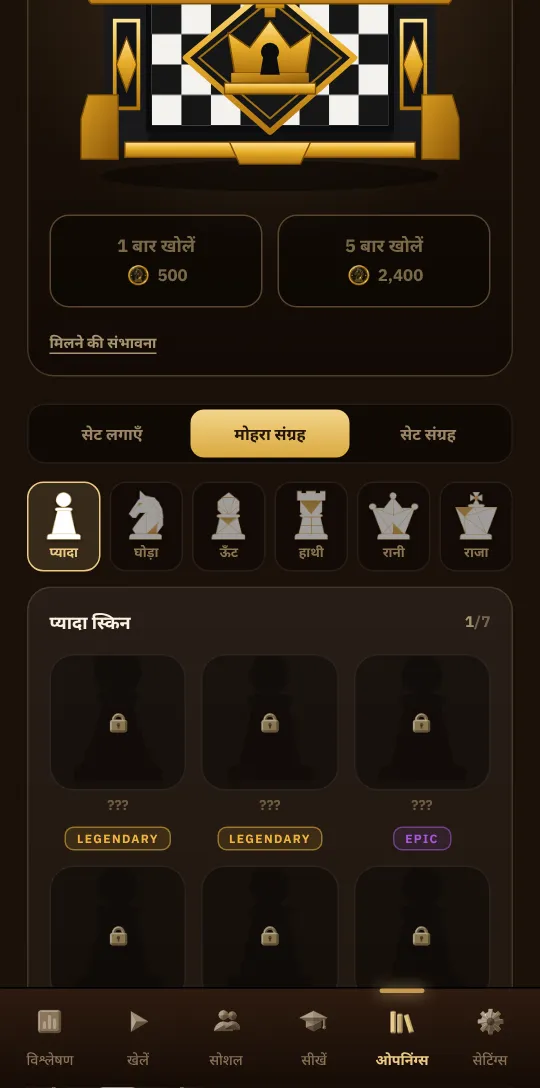 1 बार खोलें
500
5 बार खोलें
2,400
मिलने की संभावना
सेट लगाएँ
मोहरा संग्रह
सेट संग्रह
प्यादा
घोड़ा
ऊँट
हाथी
रानी
राजा
प्यादा स्किन
1/7
???
???
???
LEGENDARY
LEGENDARY
EPIC
विश्लेषण
खेलें
सोशल
सीखें
ओपनिंग्स
सेटिंग्स